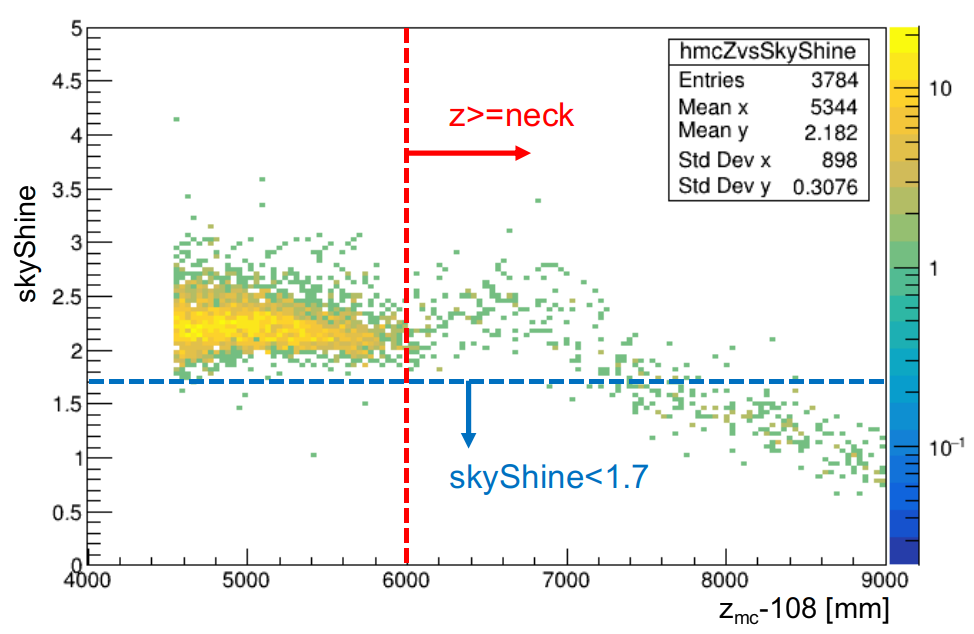 5
4.5
4
3.5
3
2.5
2
1.5
1
0.5
0
skyShine
z>=neck
hmcZvsSkyShine
Entries 3784
Mean x 5344
Mean y 2.182
Std Dev x 898
Std Dev y 0.3076
skyShine<1.7
10
1
10⁻¹
4000 5000 6000 7000 8000 9000
zmc-108 [mm]